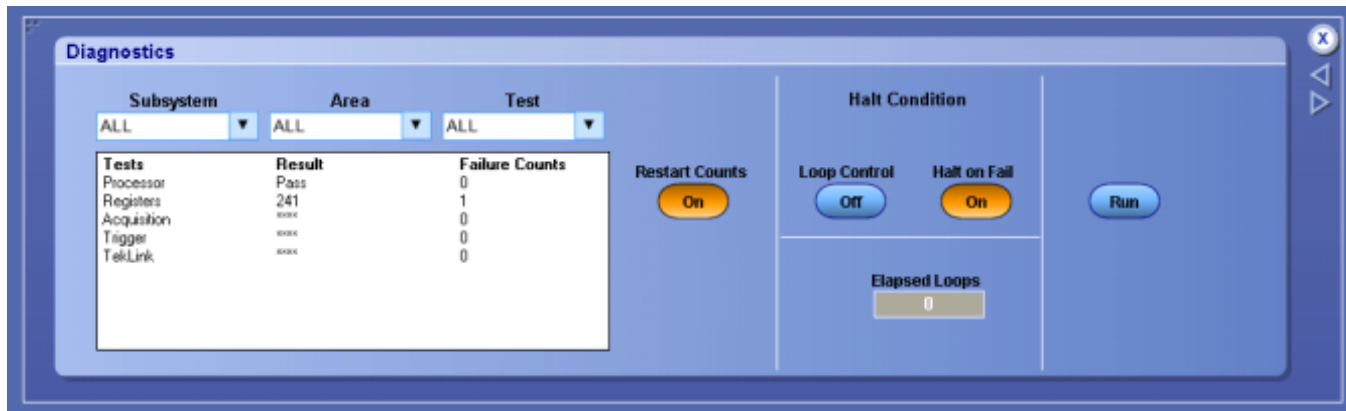 X
Diagnostics
Subsystem Area Test
ALL ALL ALL
Tests Result Failure Counts
Processor Pass 0
Registers 241 1
Acquisition **** 0
Trigger **** 0
TekLink **** 0
Restart Counts
On
Halt Condition
Loop Control Halt on Fail
Off On
Elapsed Loops
0
Run